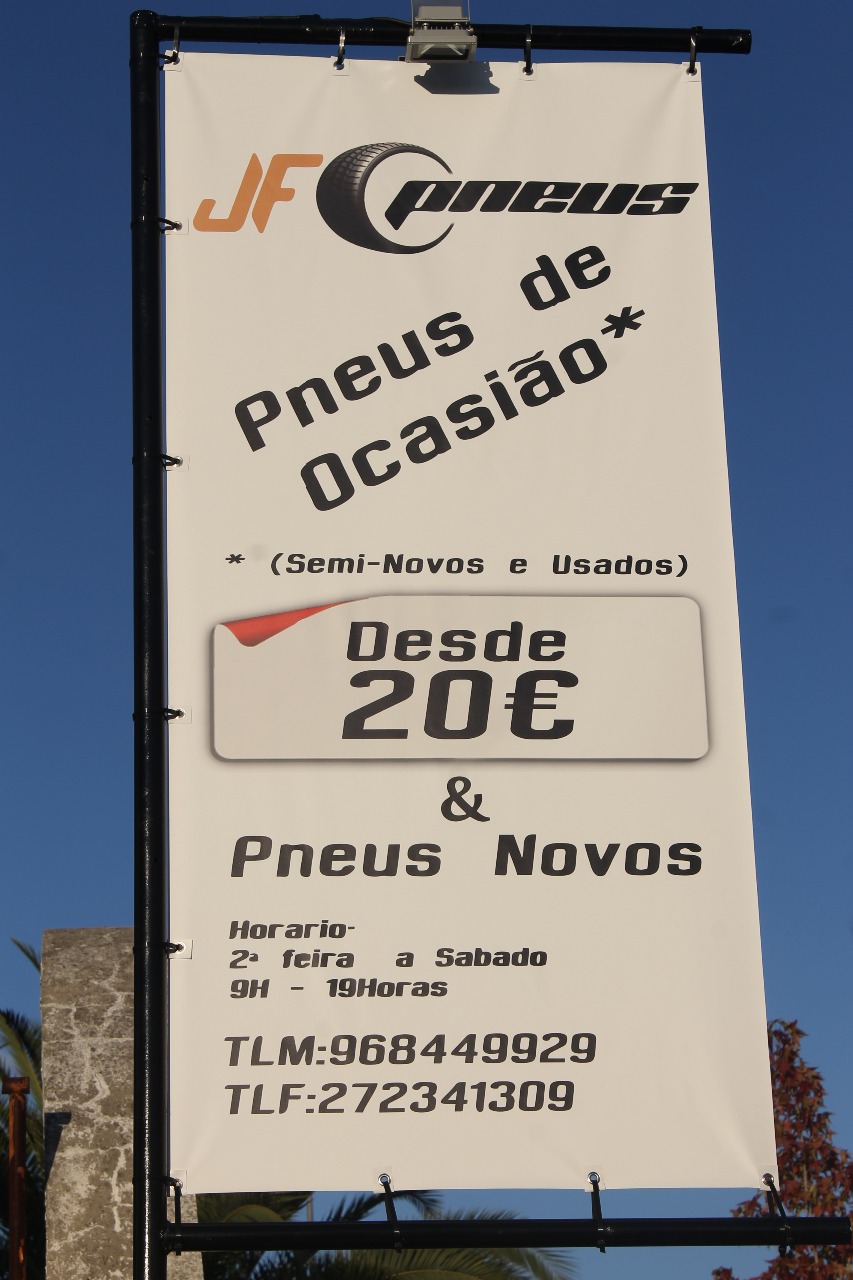 JF pneus
Pneus de
Ocasião*
* (Semi-Novos e Usados)
Desde
20€
&
Pneus Novos
Horario-
2ª feira a Sabado
9H - 19Horas
TLM:968449929
TLF:272341309